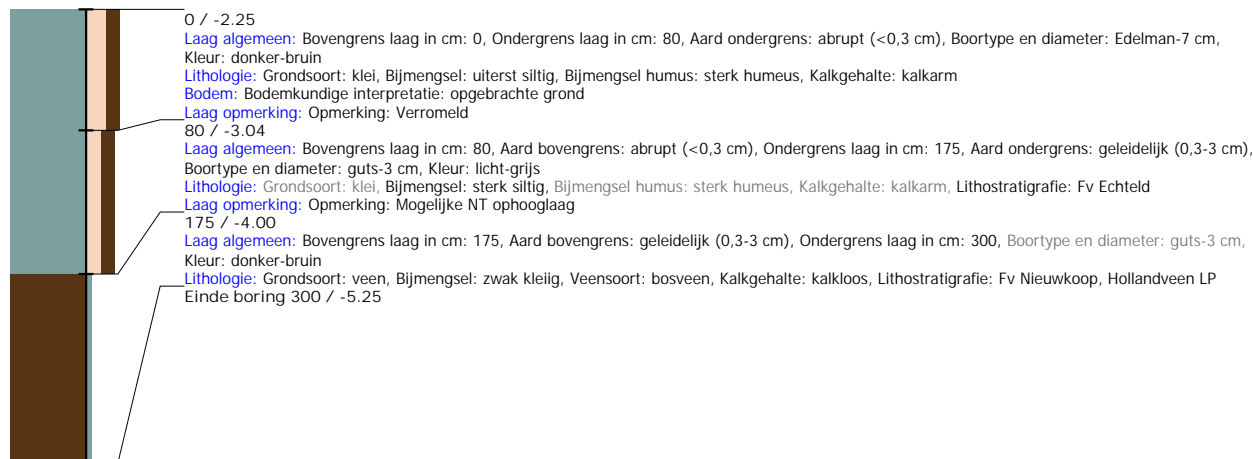 0 / -2.25
Laag algemeen: Bovengrens laag in cm: 0, Ondergrens laag in cm: 80, Aard ondergrens: abrupt (<0,3 cm), Boortype en diameter: Edelman-7 cm,
Kleur: donker-bruin
Lithologie: Grondsoort: klei, Bijmengsel: uiterst siltig, Bijmengsel humus: sterk humeus, Kalkgehalte: kalkarm
Bodem: Bodemkundige interpretatie: opgebrachte grond
Laag opmerking: Opmerking: Verromeld
80 / -3.04
Laag algemeen: Bovengrens laag in cm: 80, Aard bovengrens: abrupt (<0,3 cm), Ondergrens laag in cm: 175, Aard ondergrens: geleidelijk (0,3-3 cm),
Boortype en diameter: guts-3 cm, Kleur: licht-grijs
Lithologie: Grondsoort: klei, Bijmengsel: sterk siltig, Bijmengsel humus: sterk humeus, Kalkgehalte: kalkarm, Lithostratigrafie: Fv Echteld
Laag opmerking: Opmerking: Mogelijke NT ophooglaag
175 / -4.00
Laag algemeen: Bovengrens laag in cm: 175, Aard bovengrens: geleidelijk (0,3-3 cm), Ondergrens laag in cm: 300, Boortype en diameter: guts-3 cm,
Kleur: donker-bruin
Lithologie: Grondsoort: veen, Bijmengsel: zwak kleiig, Veensoort: bosveen, Kalkgehalte: kalkloos, Lithostratigrafie: Fv Nieuwkoop, Hollandveen LP
Einde boring 300 / -5.25